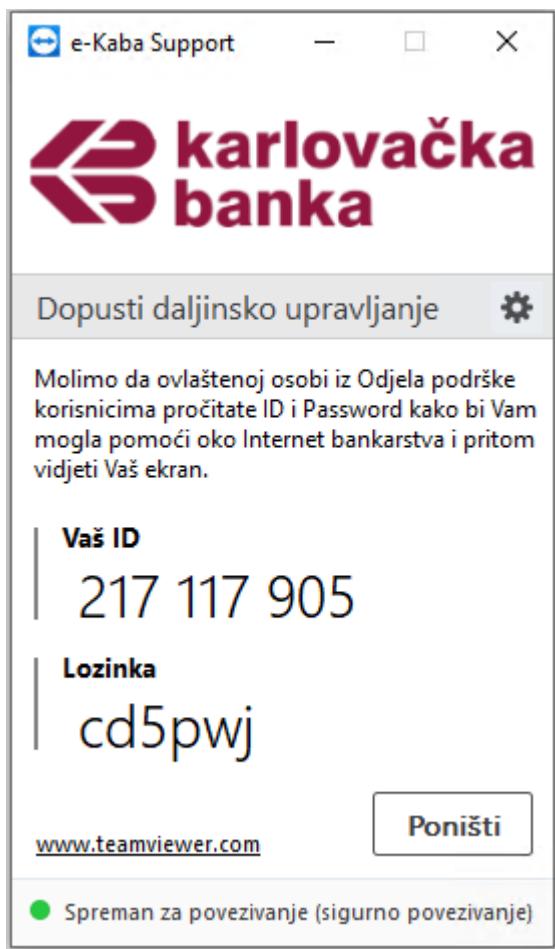 e-Kaba Support
karlovačka
banka
Dopusti daljinsko upravljanje
Molimo da ovlaštenoj osobi iz Odjela podrške
korisnicima pročitate ID i Password kako bi Vam
mogla pomoći oko Internet bankarstva i pritom
vidjeti Vaš ekran.
Vaš ID
217 117 905
Lozinka
cd5pwj
www.teamviewer.com
Poništi
Spreman za povezivanje (sigurno povezivanje)